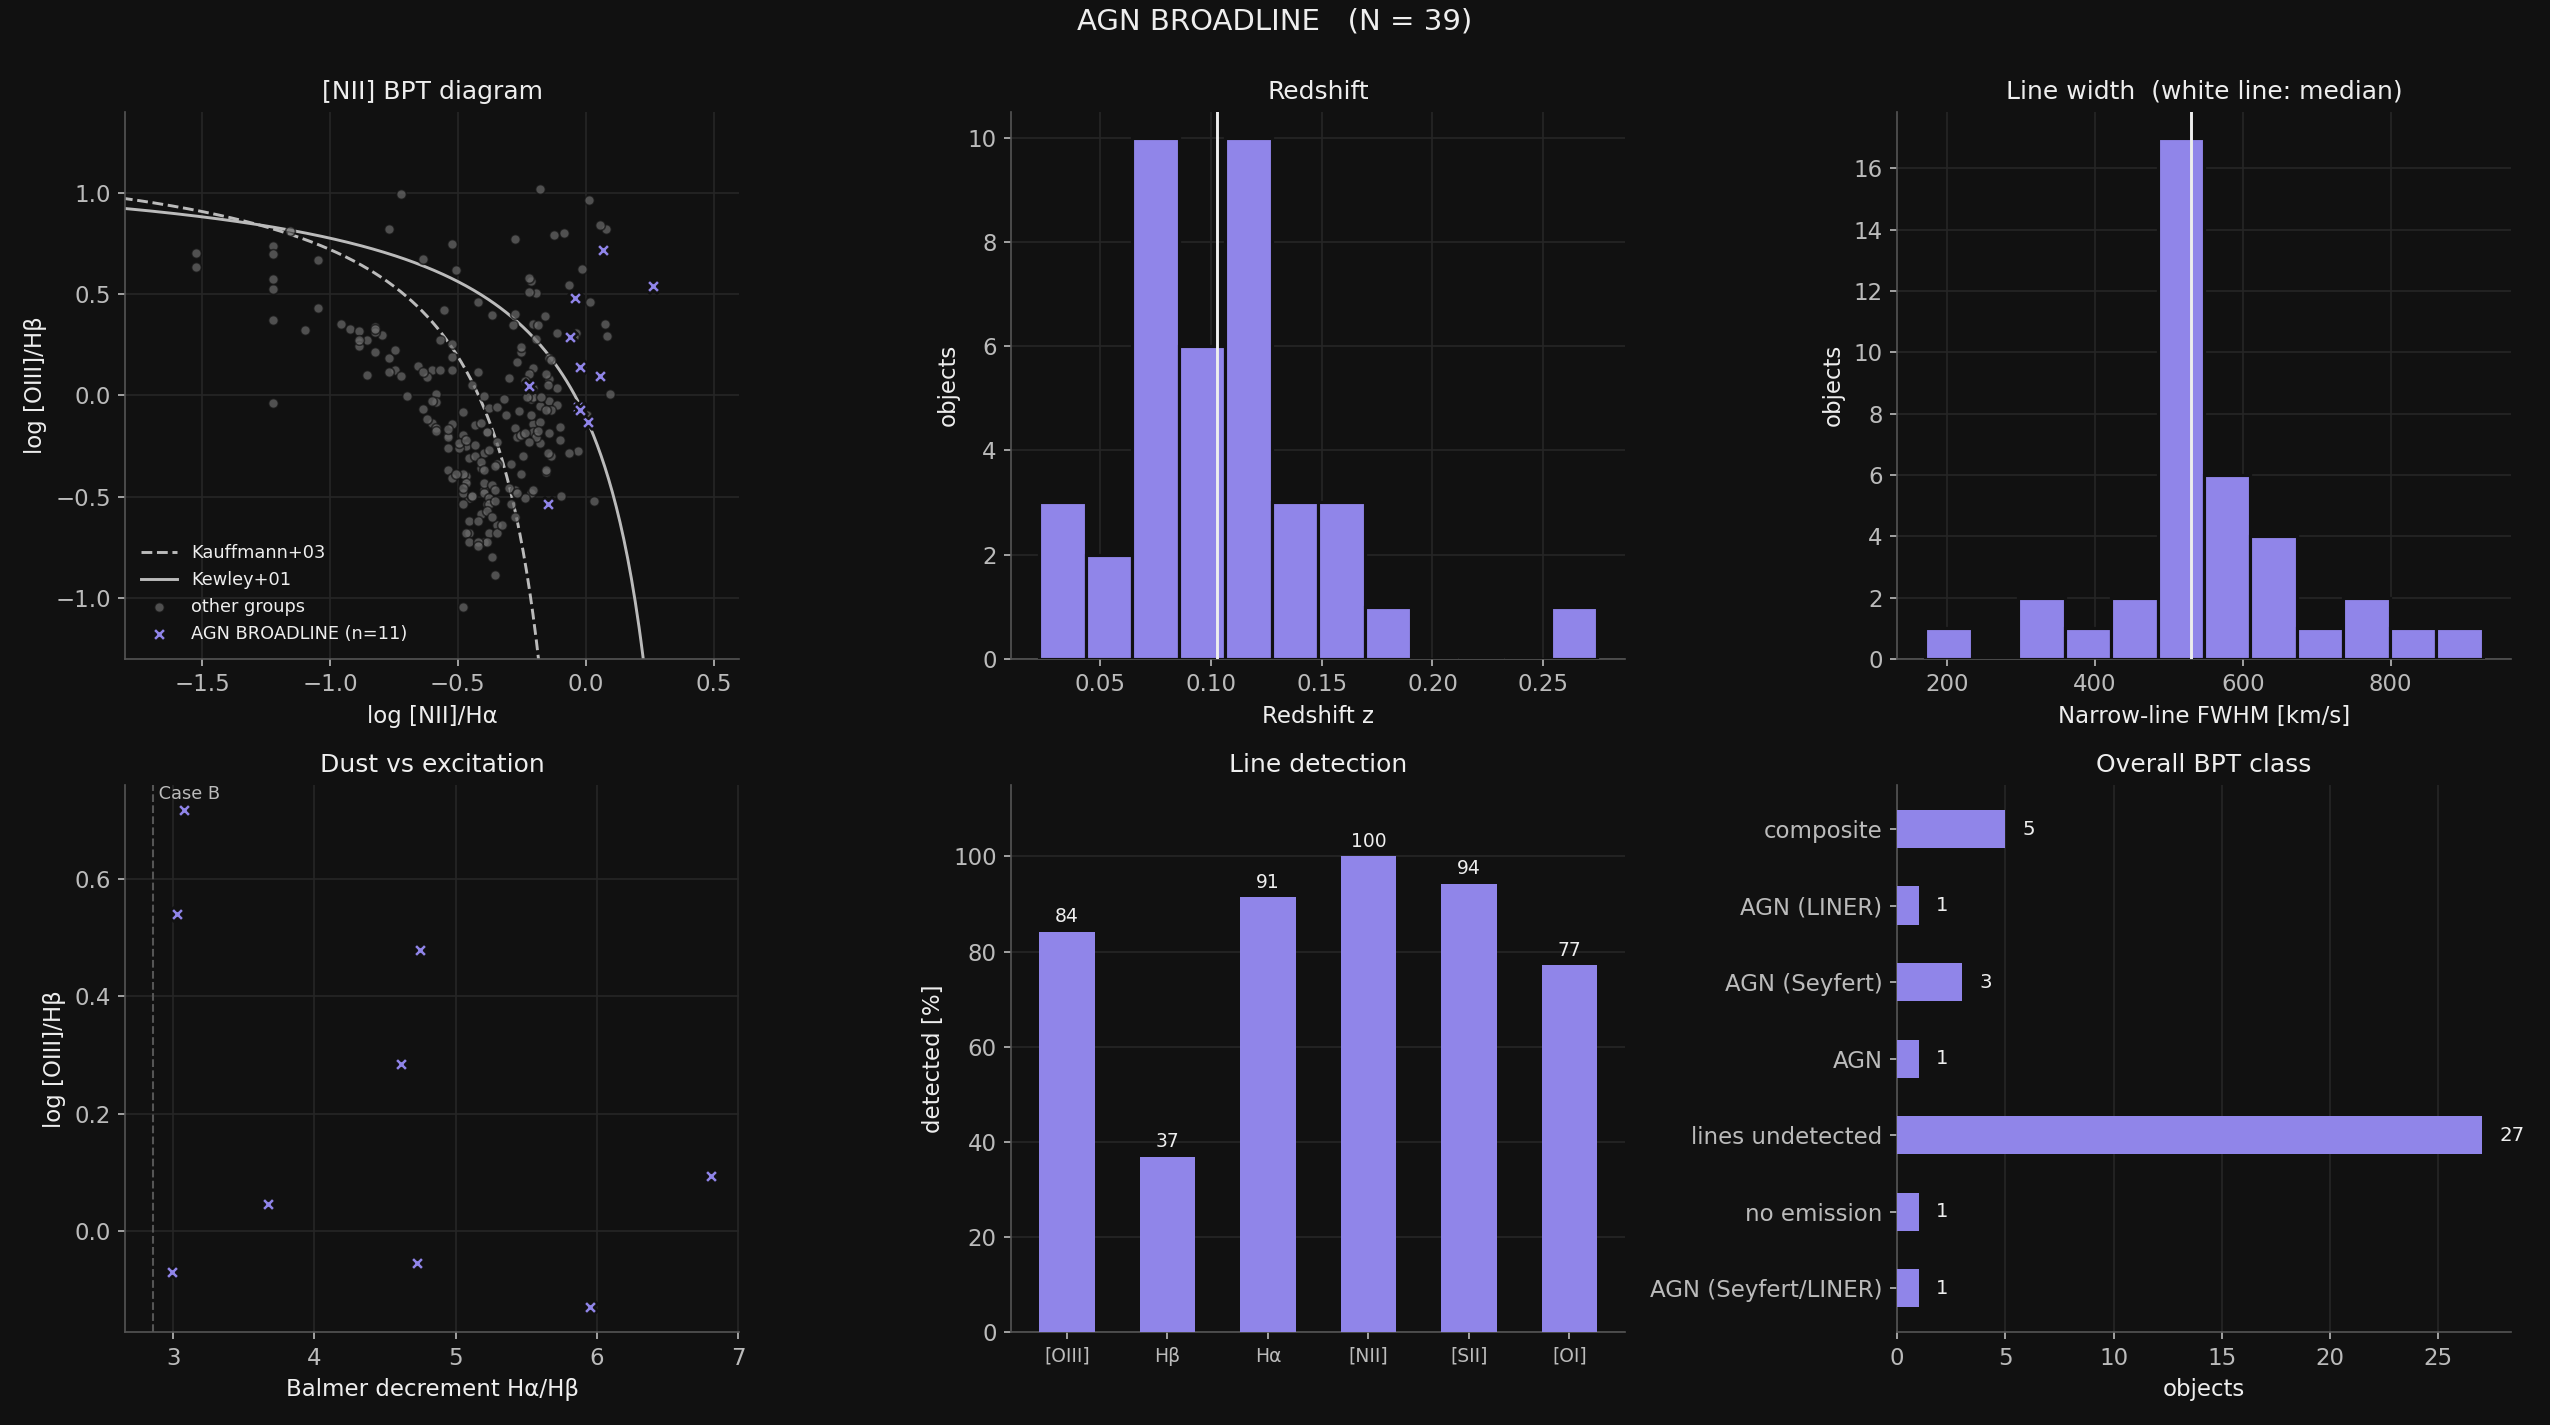 AGN BROADLINE   (N = 39)
[NII] BPT diagram
1.0
0.5
0.0
−0.5
−1.0
log [OIII]/Hβ
Kauffmann+03
Kewley+01
other groups
AGN BROADLINE (n=11)
−1.5 −1.0 −0.5 0.0 0.5
log [NII]/Hα
Redshift
10
8
6
4
2
0
objects
0.05 0.10 0.15 0.20 0.25
Redshift z
Line width  (white line: median)
16
14
12
10
8
6
4
2
0
objects
200 400 600 800
Narrow-line FWHM [km/s]
Dust vs excitation
Case B
0.6
0.4
0.2
0.0
log [OIII]/Hβ
3 4 5 6 7
Balmer decrement Hα/Hβ
Line detection
100
80
60
40
20
0
detected [%]
84 37 91 100 94 77
[OIII] Hβ Hα [NII] [SII] [OI]
Overall BPT class
composite 5
AGN (LINER) 1
AGN (Seyfert) 3
AGN 1
lines undetected 27
no emission 1
AGN (Seyfert/LINER) 1
0 5 10 15 20 25
objects